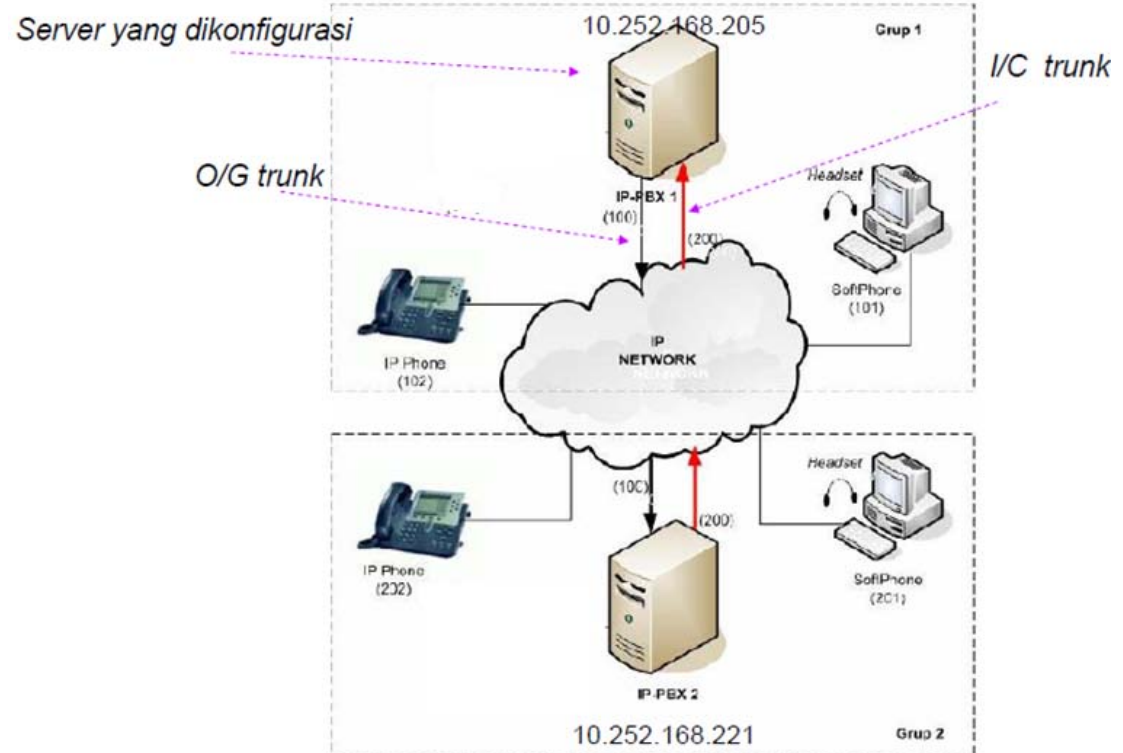 Server yang dikonfigurasi
10.252.168.205
Grup 1
I/C trunk
O/G trunk
Headset
IP-PBX 1
(100)
(200)
SoftPhone
(101)
IP Phone
(102)
IP
NETWORK
Headset
(100)
(200)
IP Phone
(202)
SoftPhone
(201)
IP-PBX 2
10.252.168.221
Grup 2